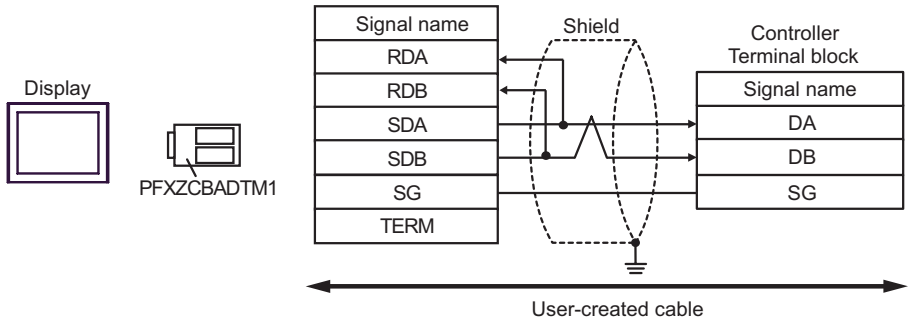 Display
PFXZCBADTM1
Signal name
RDA
RDB
SDA
SDB
SG
TERM
Shield
Controller
Terminal block
Signal name
DA
DB
SG
User-created cable